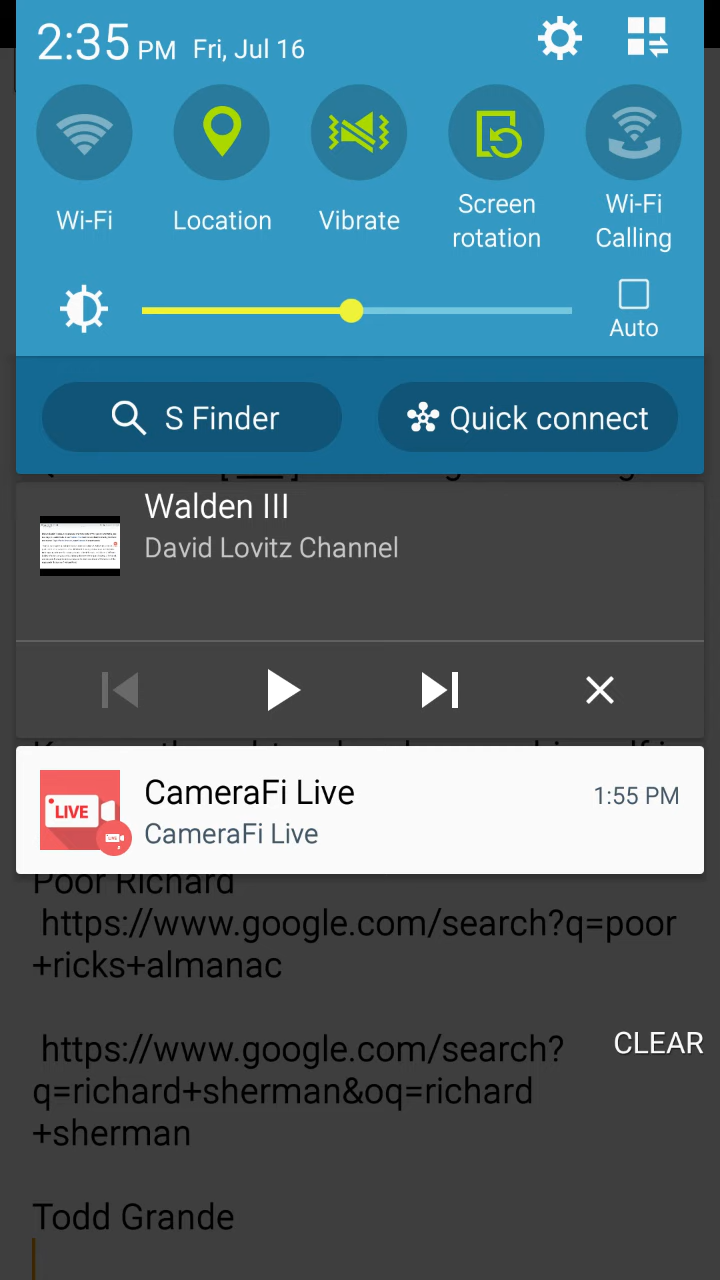 2:35 PM Fri, Jul 16
Wi-Fi
Location
Vibrate
Screen
rotation
Wi-Fi
Calling
Auto
S Finder
Quick connect
Walden III
David Lovitz Channel
LIVE
CameraFi Live
1:55 PM
CameraFi Live
Poor Richard
https://www.google.com/search?q=poor
+ricks+almanac
https://www.google.com/search?
q=richard+sherman&oq=richard
+sherman
CLEAR
Todd Grande